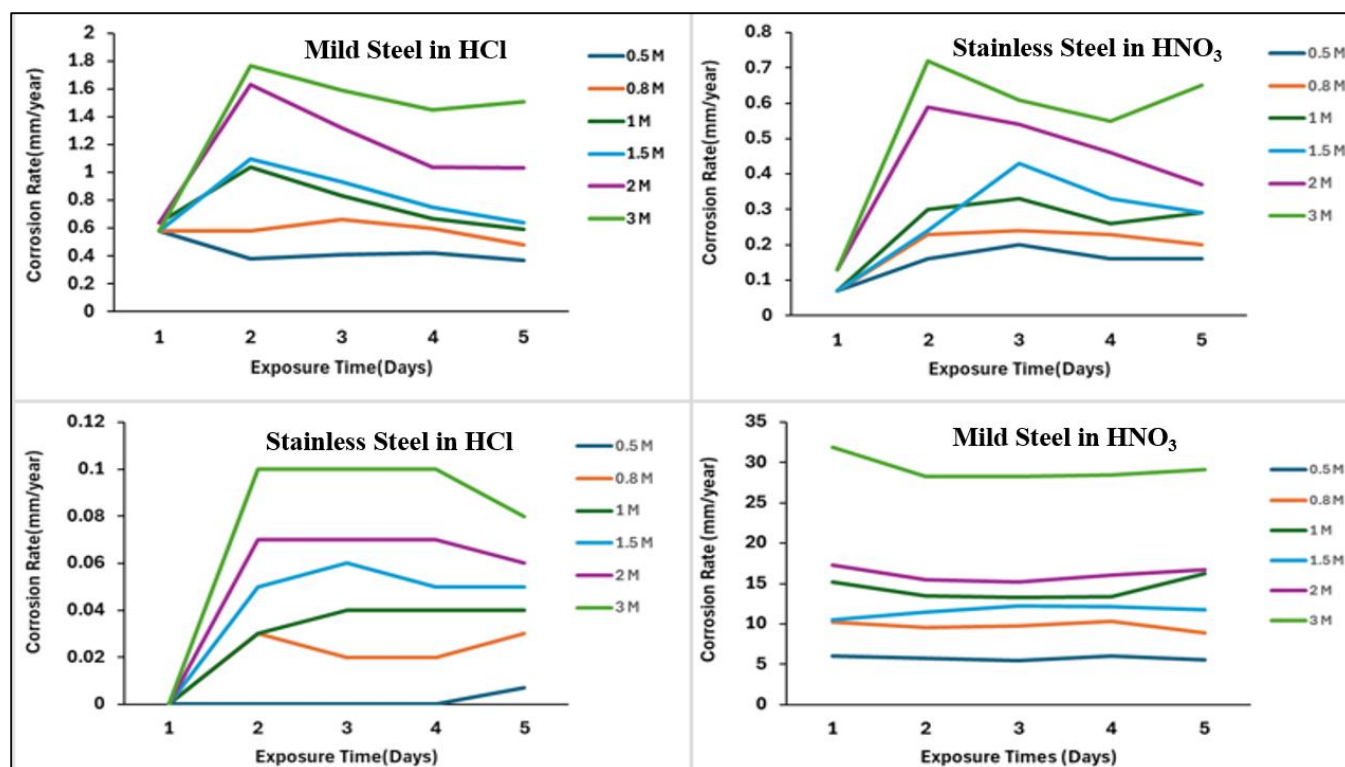 Mild Steel in HCl
Corrosion Rate(mm/year)
2
1.8
1.6
1.4
1.2
1
0.8
0.6
0.4
0.2
0
1 2 3 4 5
Exposure Time(Days)
0.5 M
0.8 M
1 M
1.5 M
2 M
3 M
Stainless Steel in HNO₃
Corrosion Rate(mm/year)
0.8
0.7
0.6
0.5
0.4
0.3
0.2
0.1
0
1 2 3 4 5
Exposure Time(Days)
0.5 M
0.8 M
1 M
1.5 M
2 M
3 M
Stainless Steel in HCl
Corrosion Rate(mm/year)
0.12
0.1
0.08
0.06
0.04
0.02
0
1 2 3 4 5
Exposure Time(Days)
0.5 M
0.8 M
1 M
1.5 M
2 M
3 M
Mild Steel in HNO₃
Corrosion Rate (mm/year)
35
30
25
20
15
10
5
0
1 2 3 4 5
Exposure Times (Days)
0.5 M
0.8 M
1 M
1.5 M
2 M
3 M